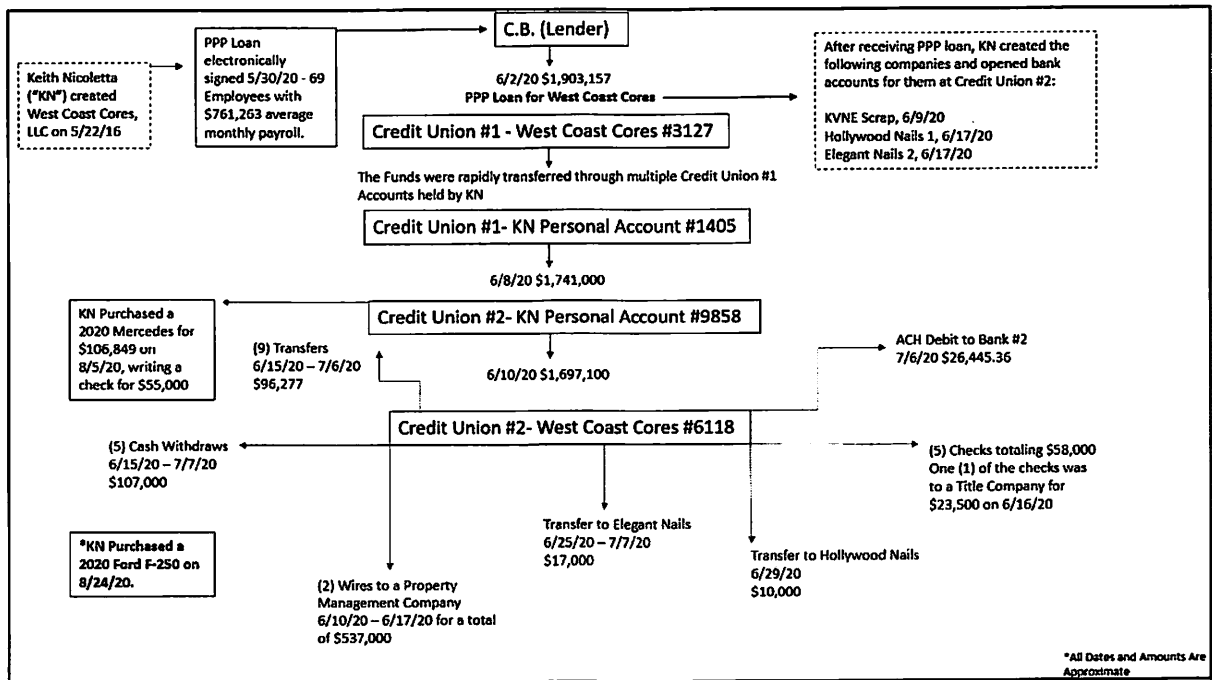 C.B. (Lender)
PPP Loan
electronically
signed 5/30/20 - 69
Employees with
$761,263 average
monthly payroll.
Keith Nicoletta
("KN") created
West Coast Cores,
LLC on 5/22/16
6/2/20 $1,903,157
PPP Loan for West Coast Cores
After receiving PPP loan, KN created the
following companies and opened bank
accounts for them at Credit Union #2:
KVNE Scrap, 6/9/20
Hollywood Nails 1, 6/17/20
Elegant Nails 2, 6/17/20
Credit Union #1 - West Coast Cores #3127
The Funds were rapidly transferred through multiple Credit Union #1
Accounts held by KN
Credit Union #1- KN Personal Account #1405
6/8/20 $1,741,000
Credit Union #2- KN Personal Account #9858
KN Purchased a
2020 Mercedes for
$106,849 on
8/5/20, writing a
check for $55,000
(9) Transfers
6/15/20 – 7/6/20
$96,277
6/10/20 $1,697,100
ACH Debit to Bank #2
7/6/20 $26,445.36
Credit Union #2- West Coast Cores #6118
(5) Cash Withdraws
6/15/20 – 7/7/20
$107,000
(5) Checks totaling $58,000
One (1) of the checks was
to a Title Company for
$23,500 on 6/16/20
Transfer to Elegant Nails
6/25/20 – 7/7/20
$17,000
Transfer to Hollywood Nails
6/29/20
$10,000
*KN Purchased a
2020 Ford F-250 on
8/24/20.
(2) Wires to a Property
Management Company
6/10/20 – 6/17/20 for a total
of $537,000
*All Dates and Amounts Are
Approximate